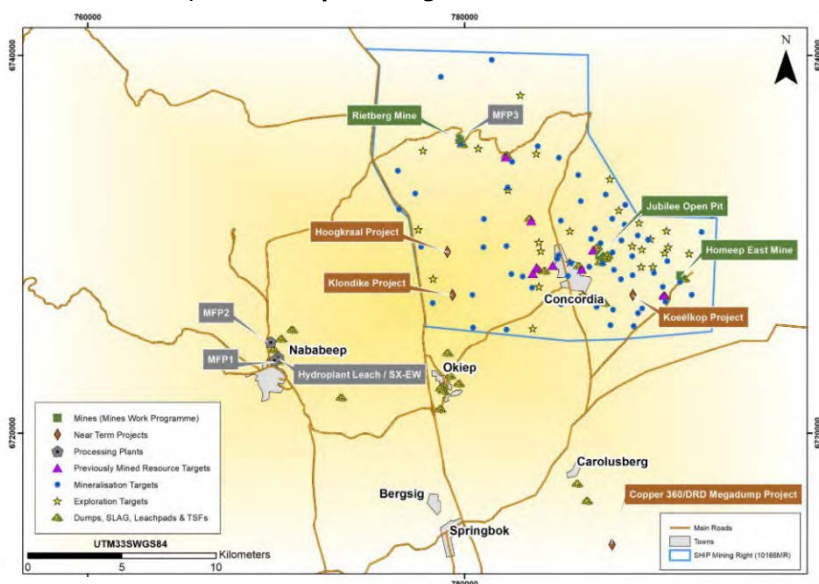 760000
780000
6740000
N
Rietberg Mine
MFP3
Jubilee Open Pit
Hoogkraal Project
Homeep East Mine
Klondike Project
Concordia
Koeëlkop Project
MFP2
Nababeep
MFP1
Hydroplant Leach / SX-EW
Okiep
Mines (Mines Work Programme)
Near Term Projects
Processing Plants
Previously Mined Resource Targets
Mineralisation Targets
Exploration Targets
Dumps, SLAG, Leachpads & TSFs
6720000
6720000
Carolusberg
Bergsig
Copper 360/DRD Megadump Project
Springbok
UTM33SWGS84
0 5 10 Kilometers
Main Roads
Towns
SHIP Mining Right (10166MR)
780000